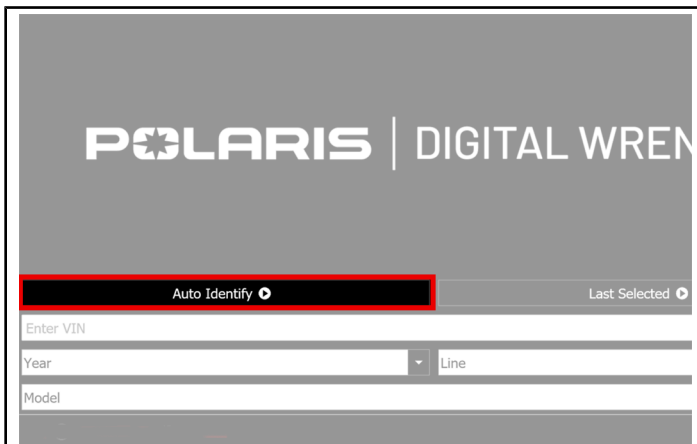 POLARIS | DIGITAL WREN
Auto Identify
Last Selected
Enter VIN
Year
Line
Model